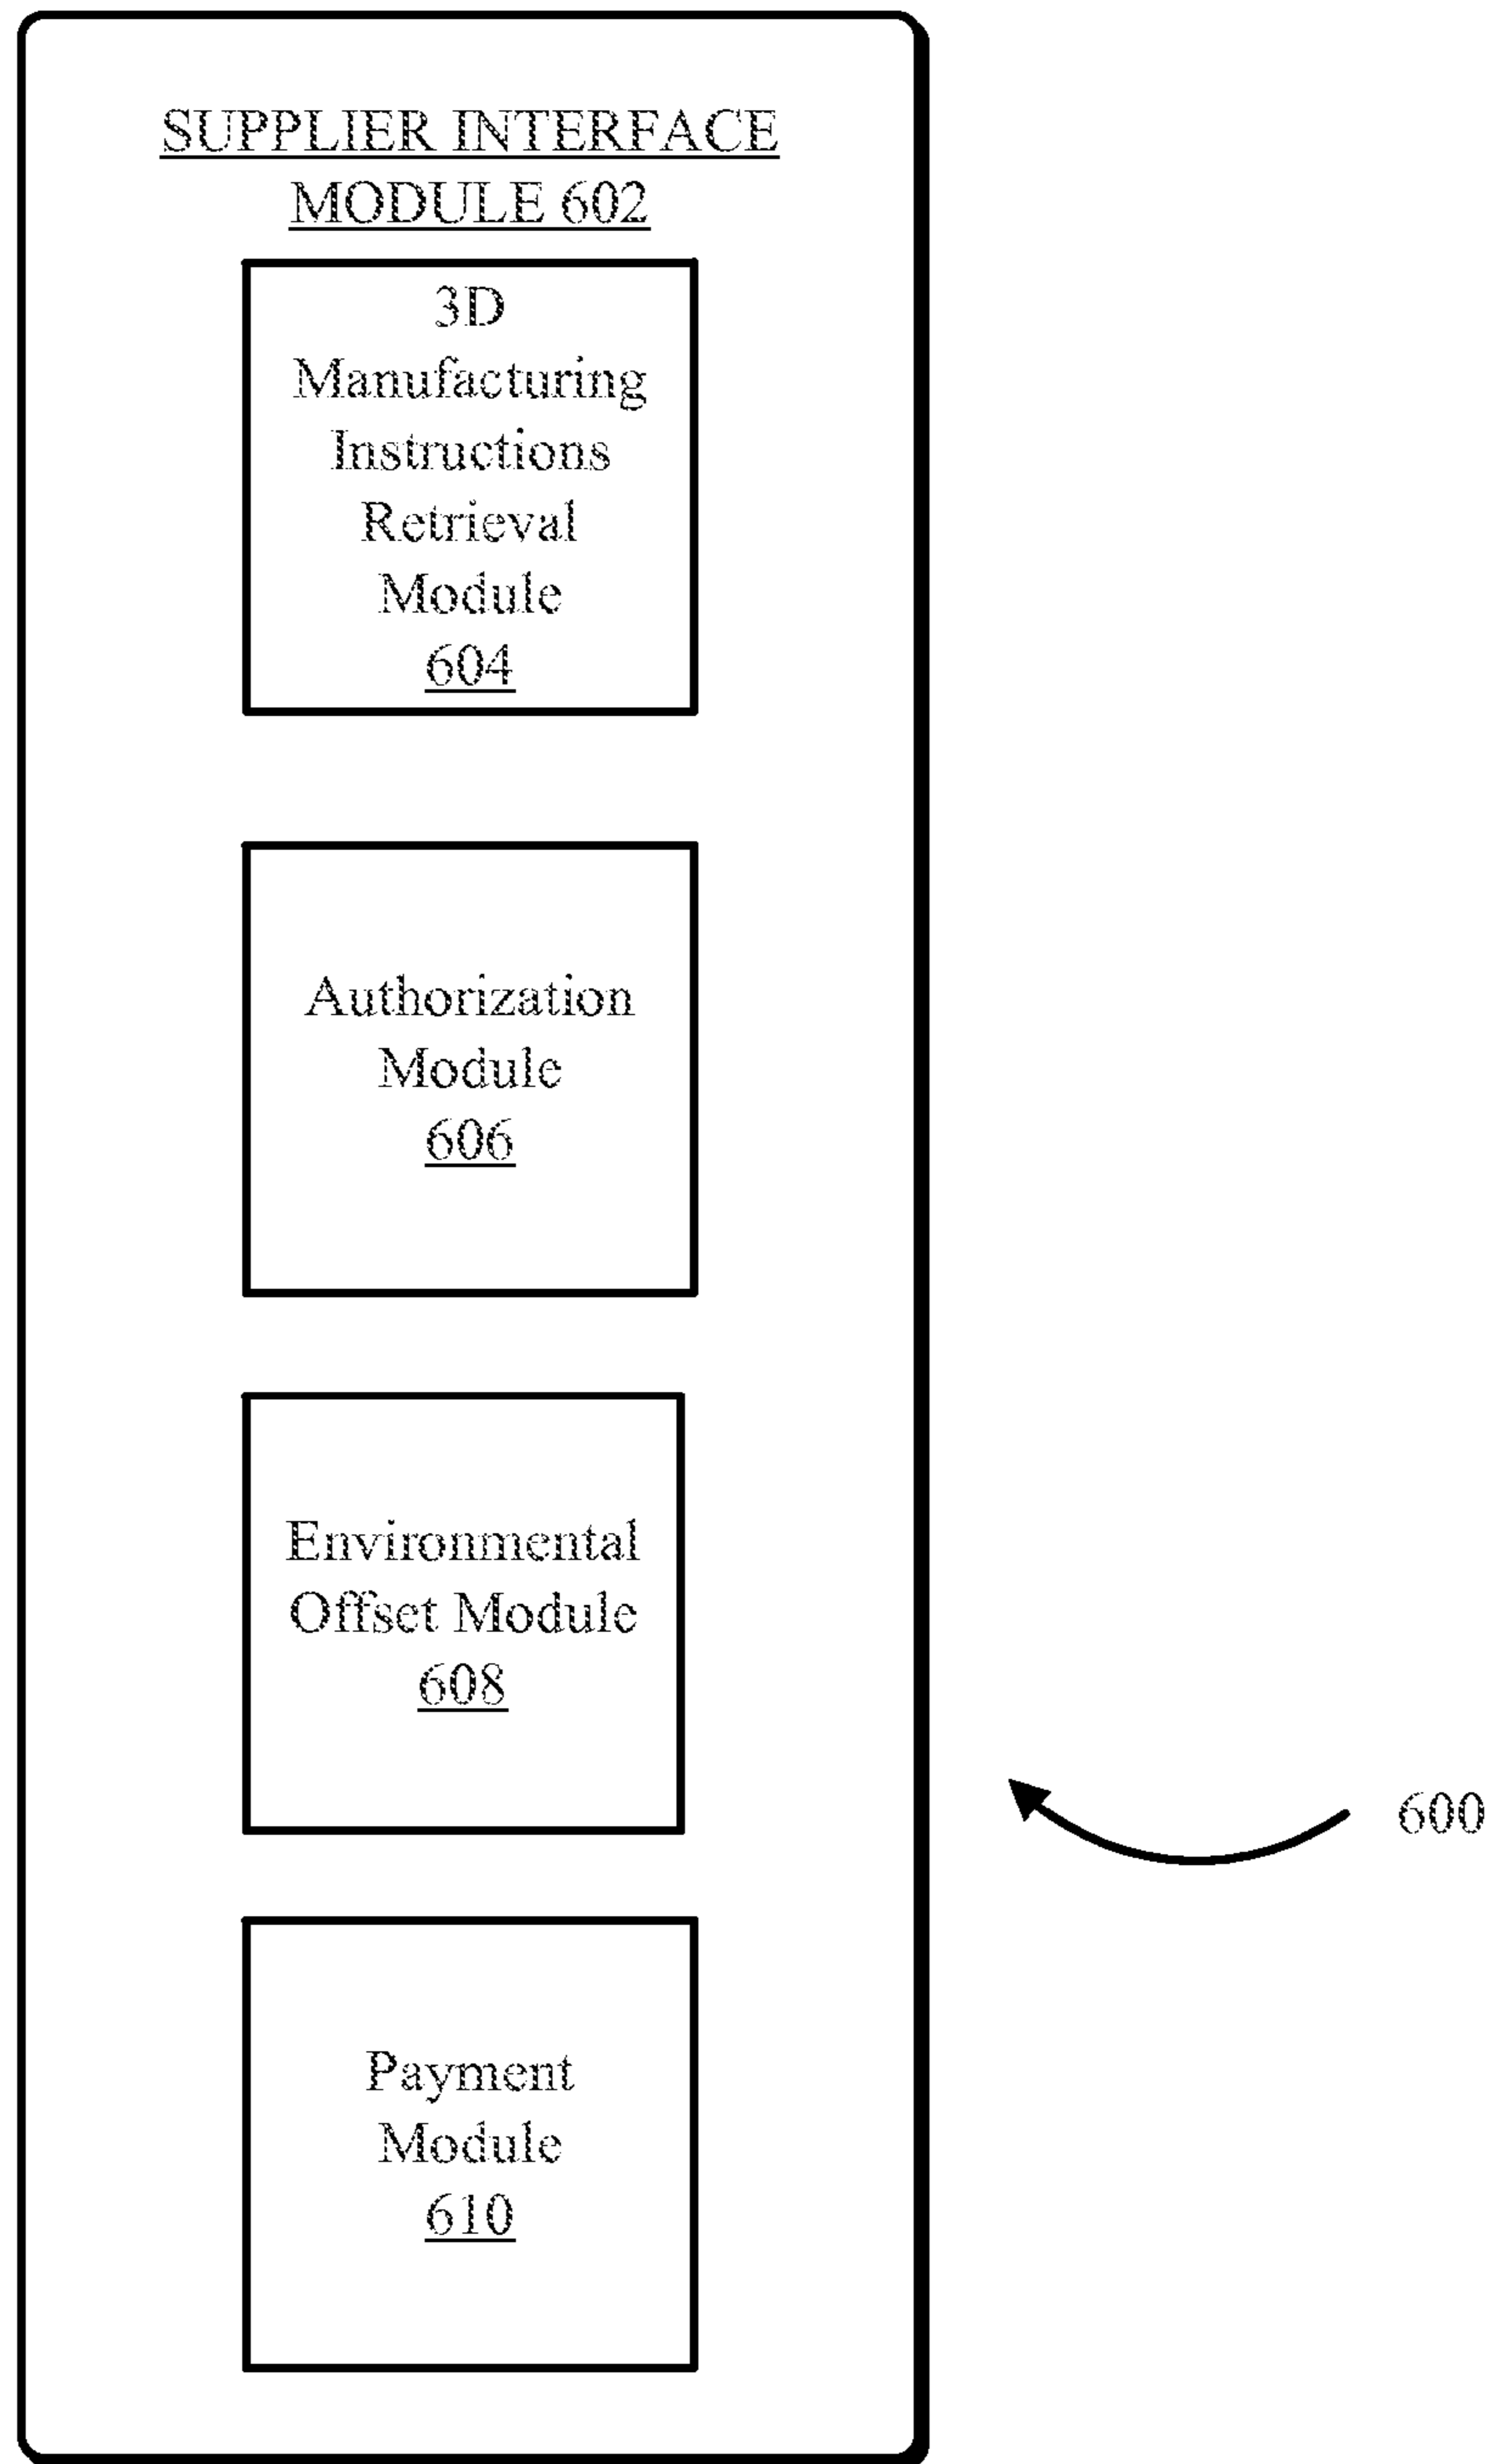 SUPPLIER INTERFACE
MODULE 602
3D
Manufacturing
Instructions
Retrieval
Module
604
Authorization
Module
606
Environmental
Offset Module
608
600
Payment
Module
610